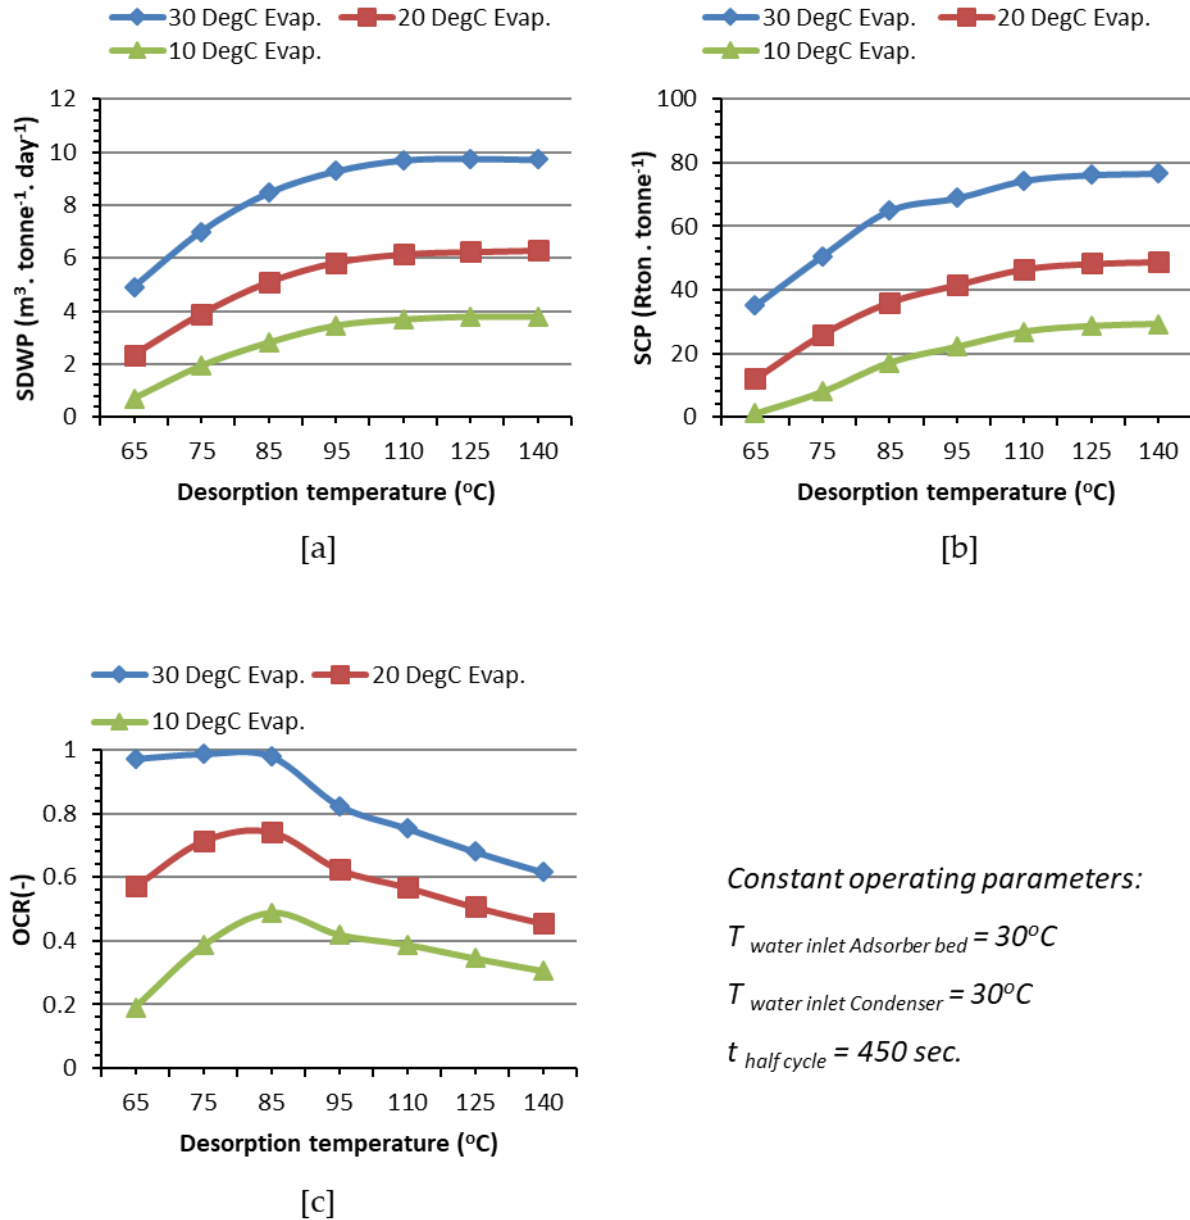 30 DegC Evap. 20 DegC Evap.
10 DegC Evap.
12
10
8
6
4
2
0
SDWP (m³ . tonne⁻¹. day⁻¹)
65 75 85 95 110 125 140
Desorption temperature (ᵒC)
[a]
30 DegC Evap. 20 DegC Evap.
10 DegC Evap.
100
80
60
40
20
0
SCP (Rton . tonne⁻¹)
65 75 85 95 110 125 140
Desorption temperature (ᵒC)
[b]
30 DegC Evap. 20 DegC Evap.
10 DegC Evap.
1
0.8
0.6
0.4
0.2
0
OCR(-)
65 75 85 95 110 125 140
Desorption temperature (ᵒC)
[c]
Constant operating parameters:
T water inlet Adsorber bed = 30ᵒC
T water inlet Condenser = 30ᵒC
t half cycle = 450 sec.